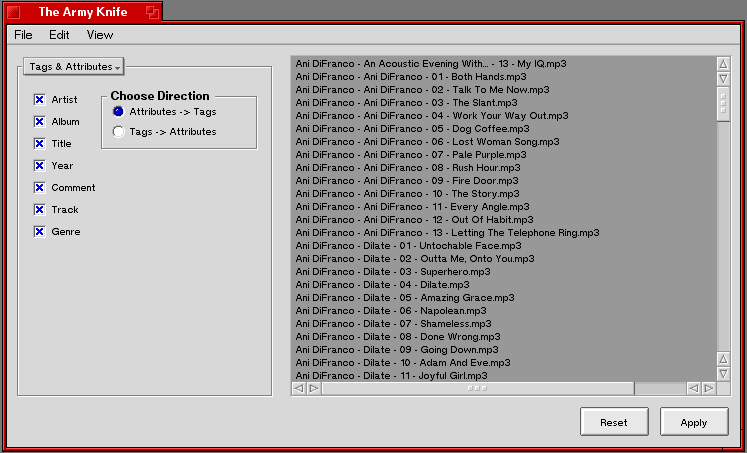 The Army Knife
File Edit View
Tags & Attributes
Artist
Album
Title
Year
Comment
Track
Genre
Choose Direction
Attributes -> Tags
Tags -> Attributes
Ani DiFranco - An Acoustic Evening With... - 13 - My IQ.mp3
Ani DiFranco - Ani DiFranco - 01 - Both Hands.mp3
Ani DiFranco - Ani DiFranco - 02 - Talk To Me Now.mp3
Ani DiFranco - Ani DiFranco - 03 - The Slant.mp3
Ani DiFranco - Ani DiFranco - 04 - Work Your Way Out.mp3
Ani DiFranco - Ani DiFranco - 05 - Dog Coffee.mp3
Ani DiFranco - Ani DiFranco - 06 - Lost Woman Song.mp3
Ani DiFranco - Ani DiFranco - 07 - Pale Purple.mp3
Ani DiFranco - Ani DiFranco - 08 - Rush Hour.mp3
Ani DiFranco - Ani DiFranco - 09 - Fire Door.mp3
Ani DiFranco - Ani DiFranco - 10 - The Story.mp3
Ani DiFranco - Ani DiFranco - 11 - Every Angle.mp3
Ani DiFranco - Ani DiFranco - 12 - Out Of Habit.mp3
Ani DiFranco - Ani DiFranco - 13 - Letting The Telephone Ring.mp3
Ani DiFranco - Dilate - 01 - Untochable Face.mp3
Ani DiFranco - Dilate - 02 - Outta Me, Onto You.mp3
Ani DiFranco - Dilate - 03 - Superhero.mp3
Ani DiFranco - Dilate - 04 - Dilate.mp3
Ani DiFranco - Dilate - 05 - Amazing Grace.mp3
Ani DiFranco - Dilate - 06 - Napolean.mp3
Ani DiFranco - Dilate - 07 - Shameless.mp3
Ani DiFranco - Dilate - 08 - Done Wrong.mp3
Ani DiFranco - Dilate - 09 - Going Down.mp3
Ani DiFranco - Dilate - 10 - Adam And Eve.mp3
Ani DiFranco - Dilate - 11 - Joyful Girl.mp3
Reset
Apply